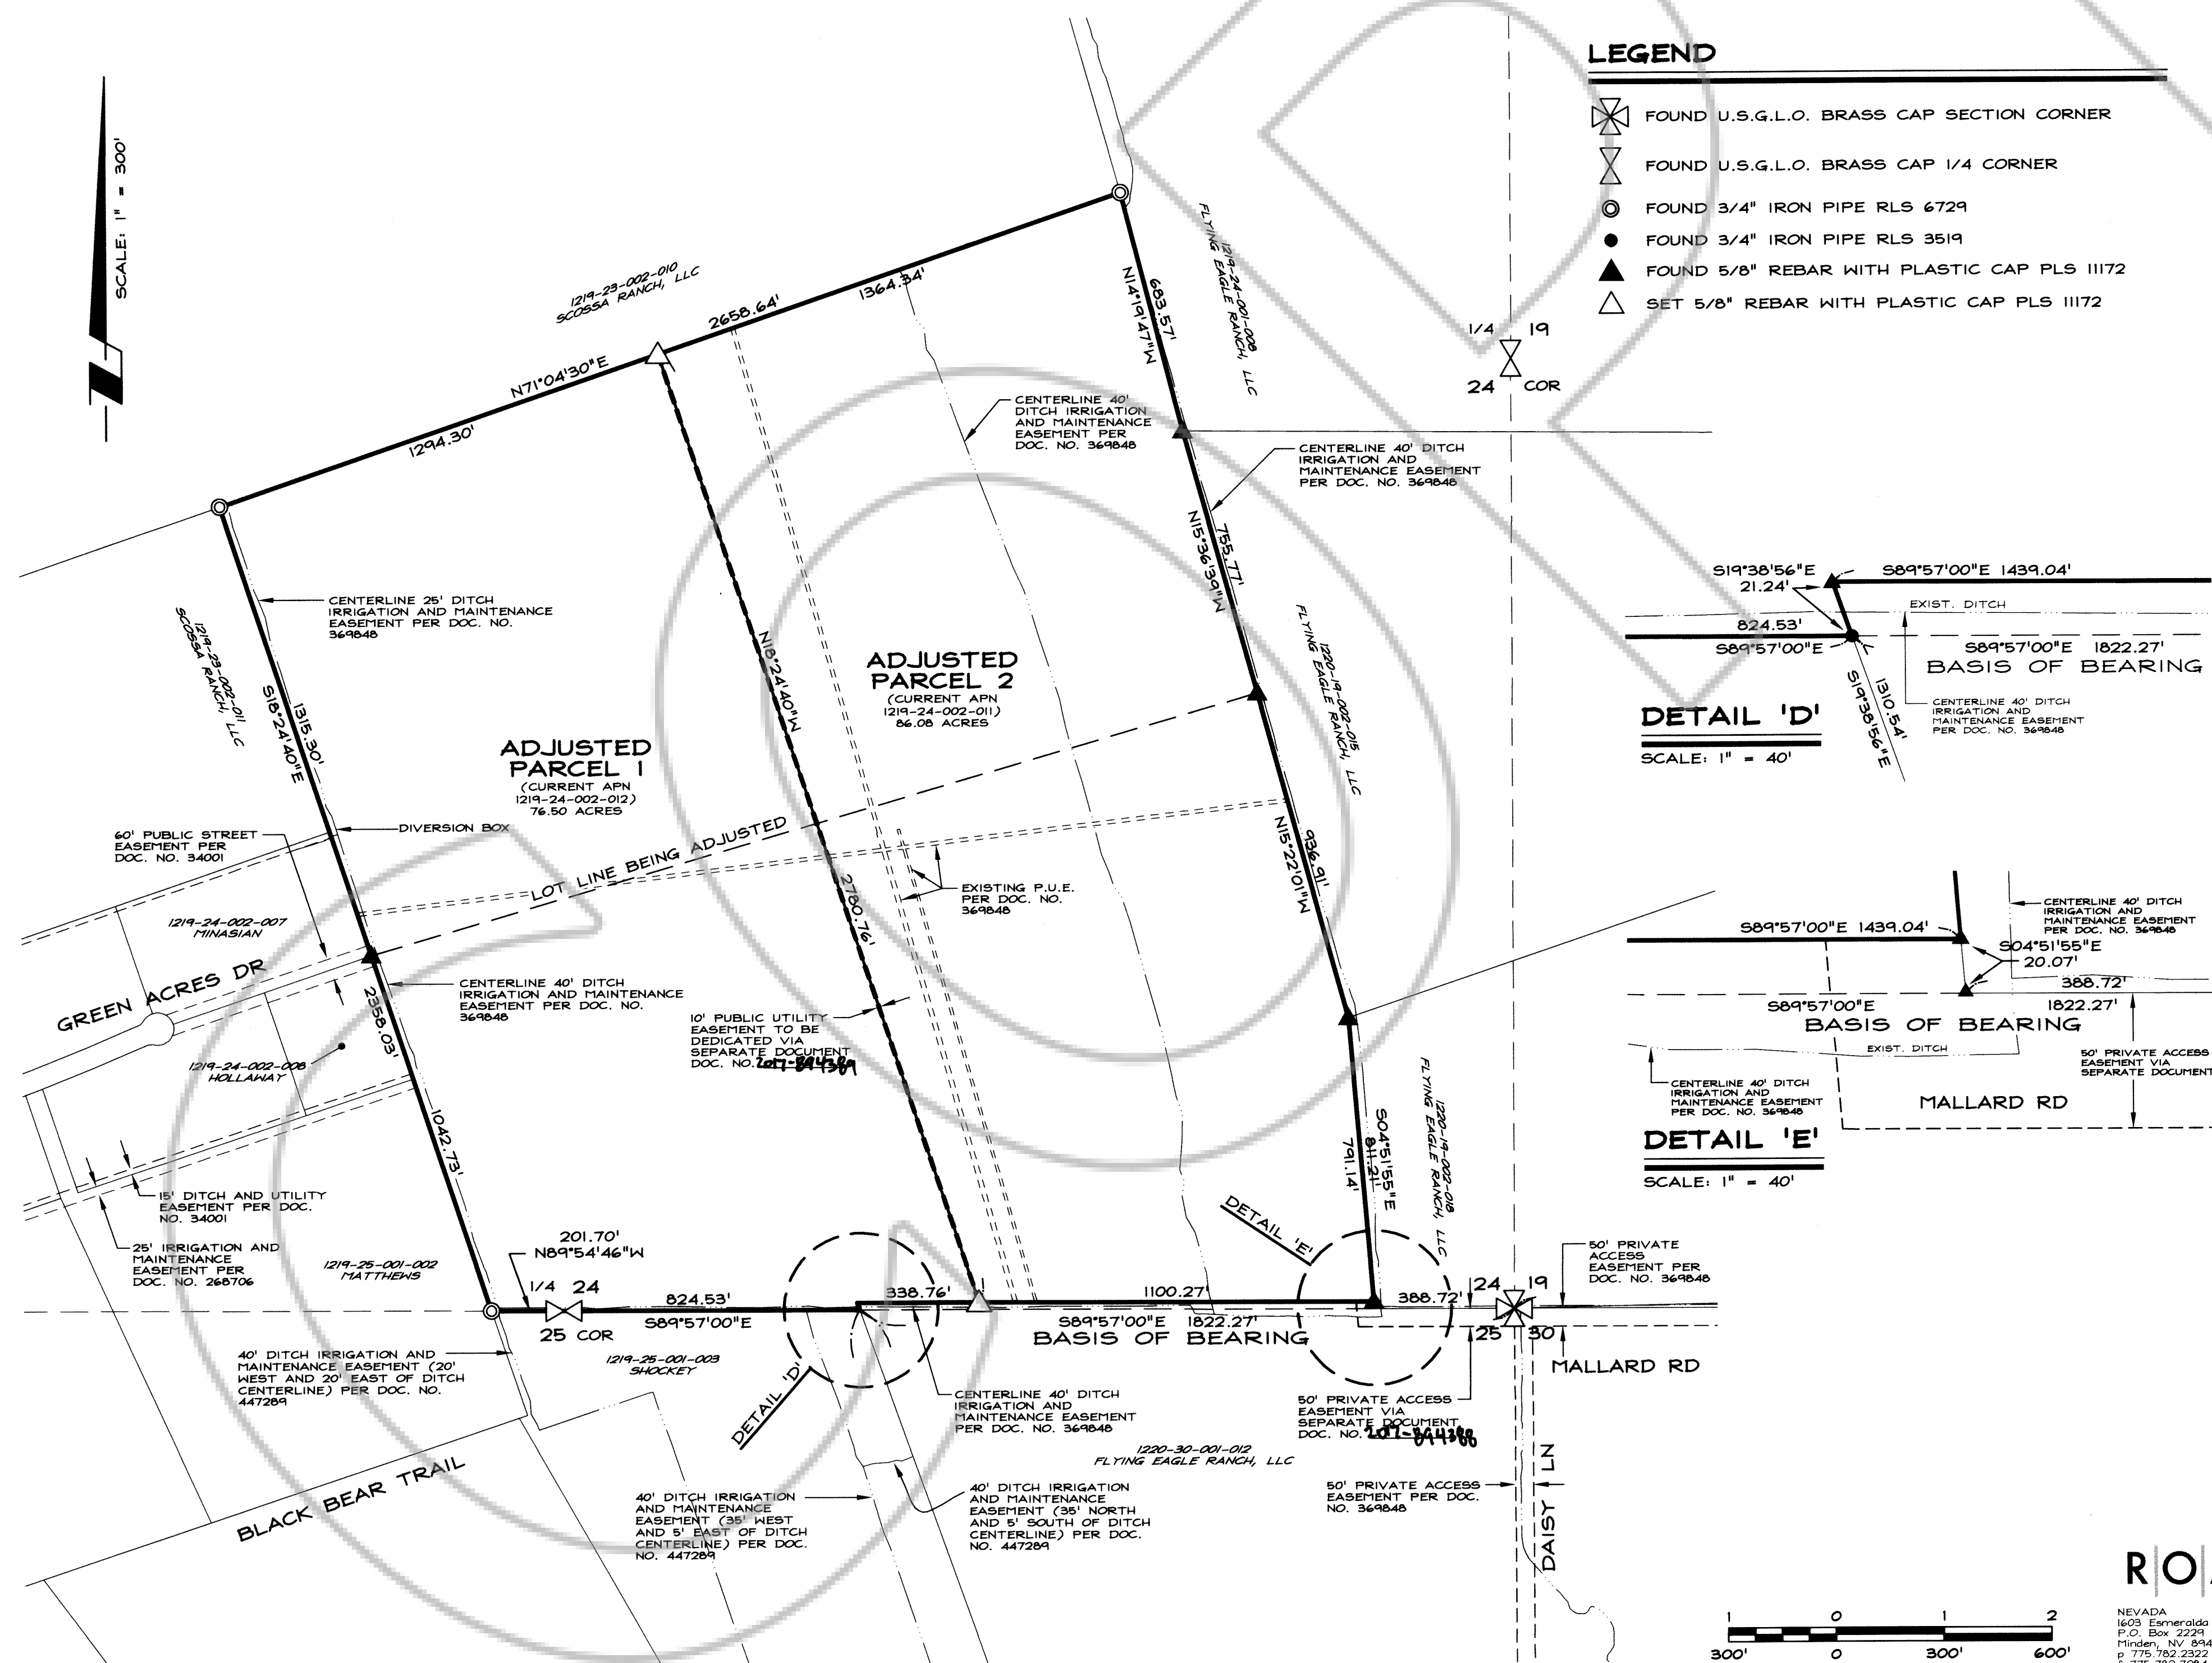 LEGEND
FOUND U.S.G.L.O. BRASS CAP SECTION CORNER
FOUND U.S.G.L.O. BRASS CAP 1/4 CORNER
FOUND 3/4" IRON PIPE RLS 6729
FOUND 3/4" IRON PIPE RLS 3519
FOUND 5/8" REBAR WITH PLASTIC CAP PLS 11172
SET 5/8" REBAR WITH PLASTIC CAP PLS 11172
SCALE: 1" = 300'
1219-23-002-010
SCOSSA RANCH, LLC
2658.64'
1364.34'
N71°04'30"E
1294.30'
683.57'
N14°19'47"W
1219-24-001-008
FLYING EAGLE RANCH, LLC
1/4 19
24 COR
CENTERLINE 40'
DITCH IRRIGATION
AND MAINTENANCE
EASEMENT PER
DOC. NO. 369848
CENTERLINE 40' DITCH
IRRIGATION AND
MAINTENANCE EASEMENT
PER DOC. NO. 369848
755.77'
N15°36'39"W
CENTERLINE 25' DITCH
IRRIGATION AND MAINTENANCE
EASEMENT PER DOC. NO.
369848
1219-23-002-011
SCOSSA RANCH, LLC
1315.30'
S18°24'40"E
N18°24'40"W
ADJUSTED
PARCEL 2
(CURRENT APN
1219-24-002-011)
86.08 ACRES
1220-19-002-015
FLYING EAGLE RANCH, LLC
ADJUSTED
PARCEL 1
(CURRENT APN
1219-24-002-012)
76.50 ACRES
S19°38'56"E
21.24'
S89°57'00"E 1439.04'
EXIST. DITCH
824.53'
S89°57'00"E
S89°57'00"E 1822.27'
BASIS OF BEARING
1310.54'
S19°38'56"E
CENTERLINE 40' DITCH
IRRIGATION AND
MAINTENANCE EASEMENT
PER DOC. NO. 369848
DETAIL 'D'
SCALE: 1" = 40'
60' PUBLIC STREET
EASEMENT PER
DOC. NO. 34001
DIVERSION BOX
LOT LINE BEING ADJUSTED
936.91'
N15°22'01"W
2780.76'
EXISTING P.U.E.
PER DOC. NO.
369848
1219-24-002-007
MINASIAN
GREEN ACRES DR
CENTERLINE 40' DITCH
IRRIGATION AND MAINTENANCE
EASEMENT PER DOC. NO.
369848
2358.03'
1219-24-002-008
HOLLAWAY
10' PUBLIC UTILITY
EASEMENT TO BE
DEDICATED VIA
SEPARATE DOCUMENT
DOC. NO. 2017-894389
CENTERLINE 40' DITCH
IRRIGATION AND
MAINTENANCE EASEMENT
PER DOC. NO. 369848
S89°57'00"E 1439.04'
S04°51'55"E
20.07'
388.72'
S89°57'00"E 1822.27'
BASIS OF BEARING
EXIST. DITCH
50' PRIVATE ACCESS
EASEMENT VIA
SEPARATE DOCUMENT
CENTERLINE 40' DITCH
IRRIGATION AND
MAINTENANCE EASEMENT
PER DOC. NO. 369848
MALLARD RD
DETAIL 'E'
SCALE: 1" = 40'
1042.73'
S04°51'55"E
811.21'
791.14'
1220-19-002-018
FLYING EAGLE RANCH, LLC
15' DITCH AND UTILITY
EASEMENT PER DOC.
NO. 34001
25' IRRIGATION AND
MAINTENANCE
EASEMENT PER
DOC. NO. 268706
1219-25-001-002
MATTHEWS
201.70'
N89°54'46"W
1/4 24
25 COR
824.53'
S89°57'00"E
338.76'
1100.27'
S89°57'00"E 1822.27'
BASIS OF BEARING
DETAIL 'E'
388.72'
24 19
25 30
50' PRIVATE
ACCESS
EASEMENT PER
DOC. NO. 369848
MALLARD RD
40' DITCH IRRIGATION AND
MAINTENANCE EASEMENT (20'
WEST AND 20' EAST OF DITCH
CENTERLINE) PER DOC. NO.
447289
1219-25-001-003
SHOCKEY
DETAIL 'D'
CENTERLINE 40' DITCH
IRRIGATION AND
MAINTENANCE EASEMENT
PER DOC. NO. 369848
50' PRIVATE ACCESS
EASEMENT VIA
SEPARATE DOCUMENT
DOC. NO. 2017-894388
1220-30-001-012
FLYING EAGLE RANCH, LLC
BLACK BEAR TRAIL
40' DITCH IRRIGATION
AND MAINTENANCE
EASEMENT (35' WEST
AND 5' EAST OF DITCH
CENTERLINE) PER DOC.
NO. 447289
40' DITCH IRRIGATION
AND MAINTENANCE
EASEMENT (35' NORTH
AND 5' SOUTH OF DITCH
CENTERLINE) PER DOC.
NO. 447289
50' PRIVATE ACCESS
EASEMENT PER DOC.
NO. 369848
DAISY LN
1 0 1 2
300' 0 300' 600'
R|O|
NEVADA
1603 Esmeralda
P.O. Box 2229
Minden, NV 894
p 775.782.2322